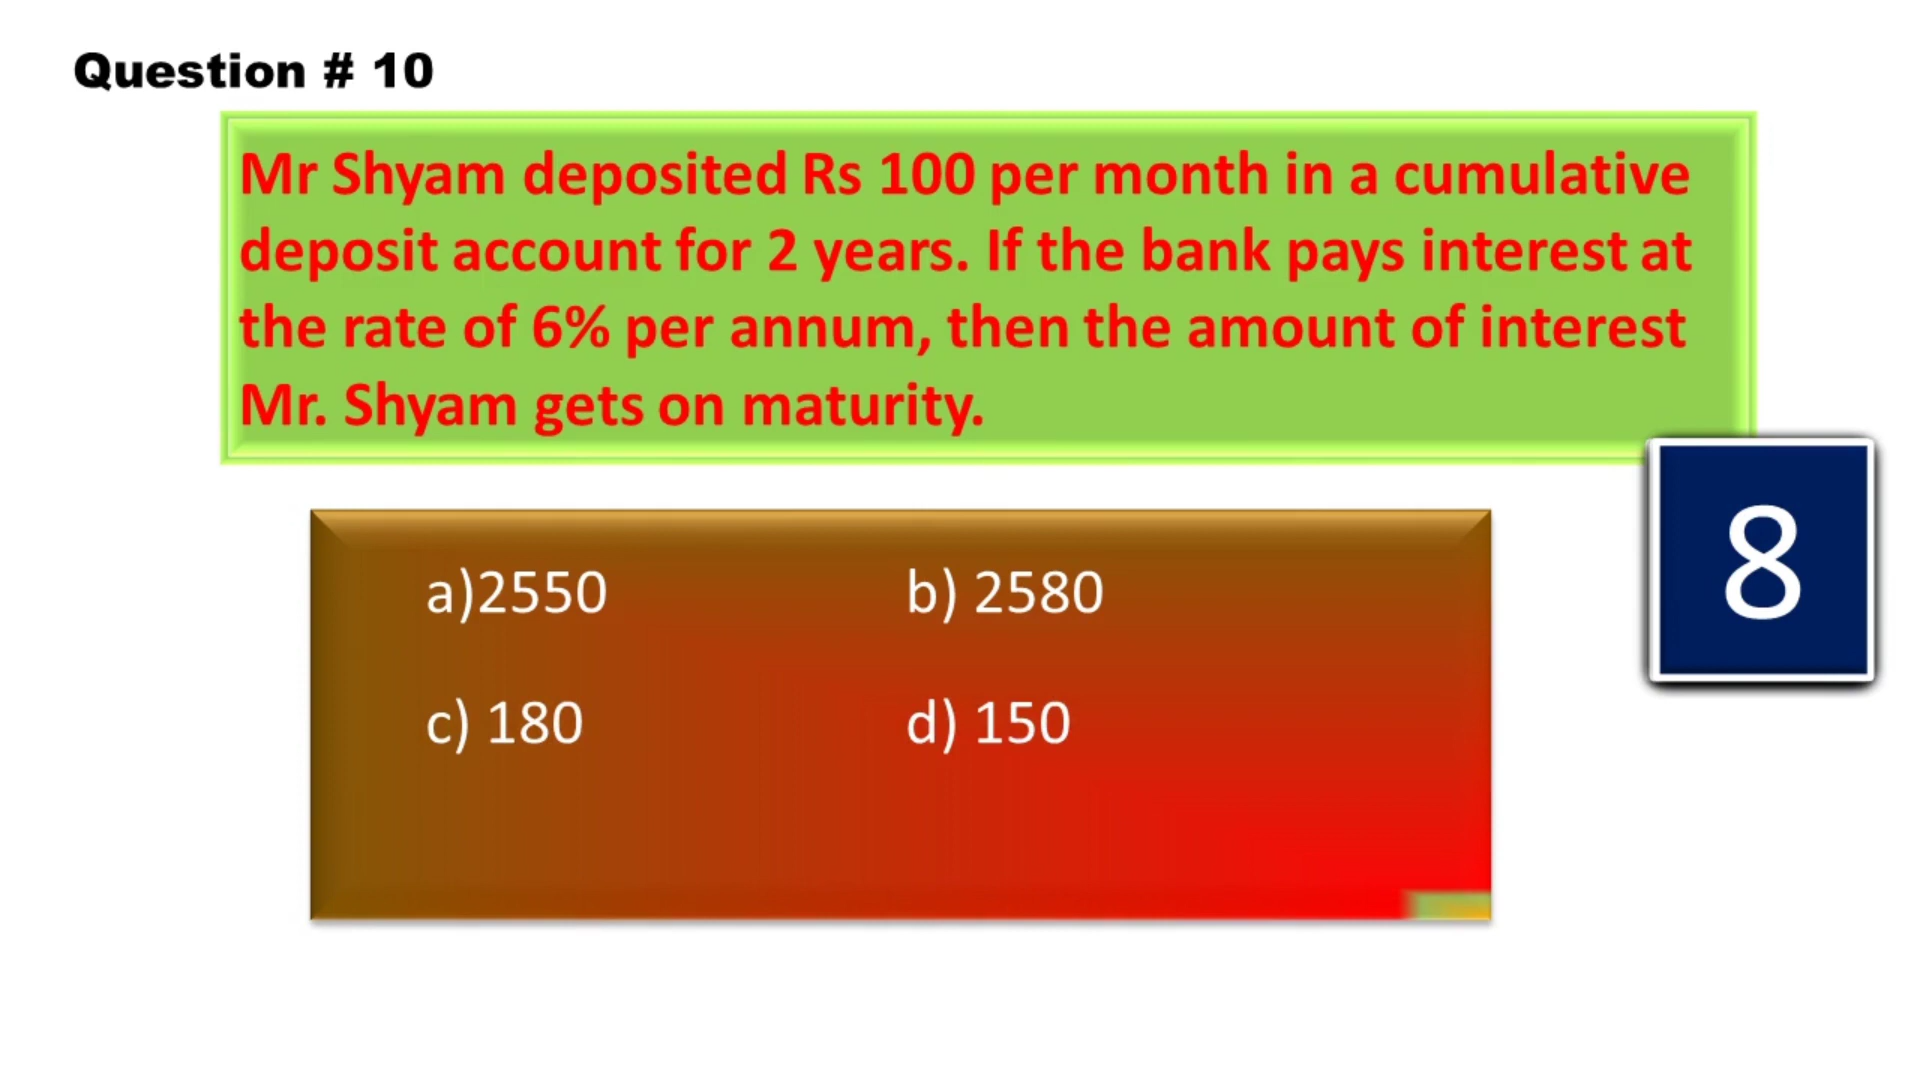 Question # 10
Mr Shyam deposited Rs 100 per month in a cumulative
deposit account for 2 years. If the bank pays interest at
the rate of 6% per annum, then the amount of interest
Mr. Shyam gets on maturity.
8
a)2550 b) 2580
c) 180 d) 150